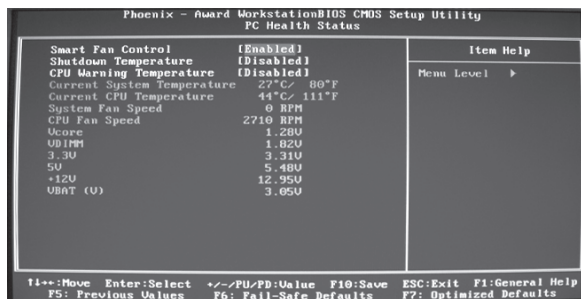 Phoenix - Award WorkstationBIOS CMOS Setup Utility
PC Health Status
Smart Fan Control [Enabled]
Shutdown Temperature [Disabled]
CPU Warning Temperature [Disabled]
Current System Temperature 27°C/ 80°F
Current CPU Temperature 44°C/ 111°F
System Fan Speed 0 RPM
CPU Fan Speed 2710 RPM
Vcore 1.28V
VDIMM 1.82V
3.3V 3.31V
5V 5.48V
+12V 12.95V
VBAT (V) 3.05V
Item Help
Menu Level ▶
↑↓→←:Move Enter:Select +/-/PU/PD:Value F10:Save ESC:Exit F1:General Help
F5: Previous Values F6: Fail-Safe Defaults F7: Optimized Defaults